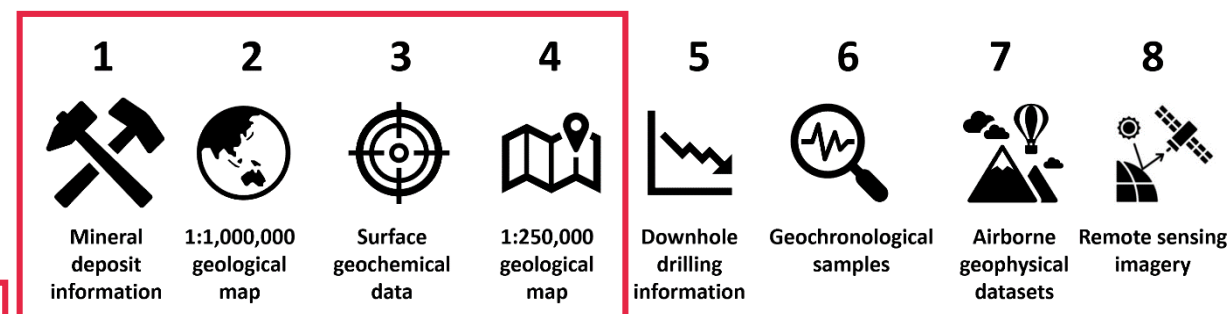 1 2 3 4 5 6 7 8
Mineral deposit information
1:1,000,000 geological map
Surface geochemical data
1:250,000 geological map
Downhole drilling information
Geochronological samples
Airborne geophysical datasets
Remote sensing imagery